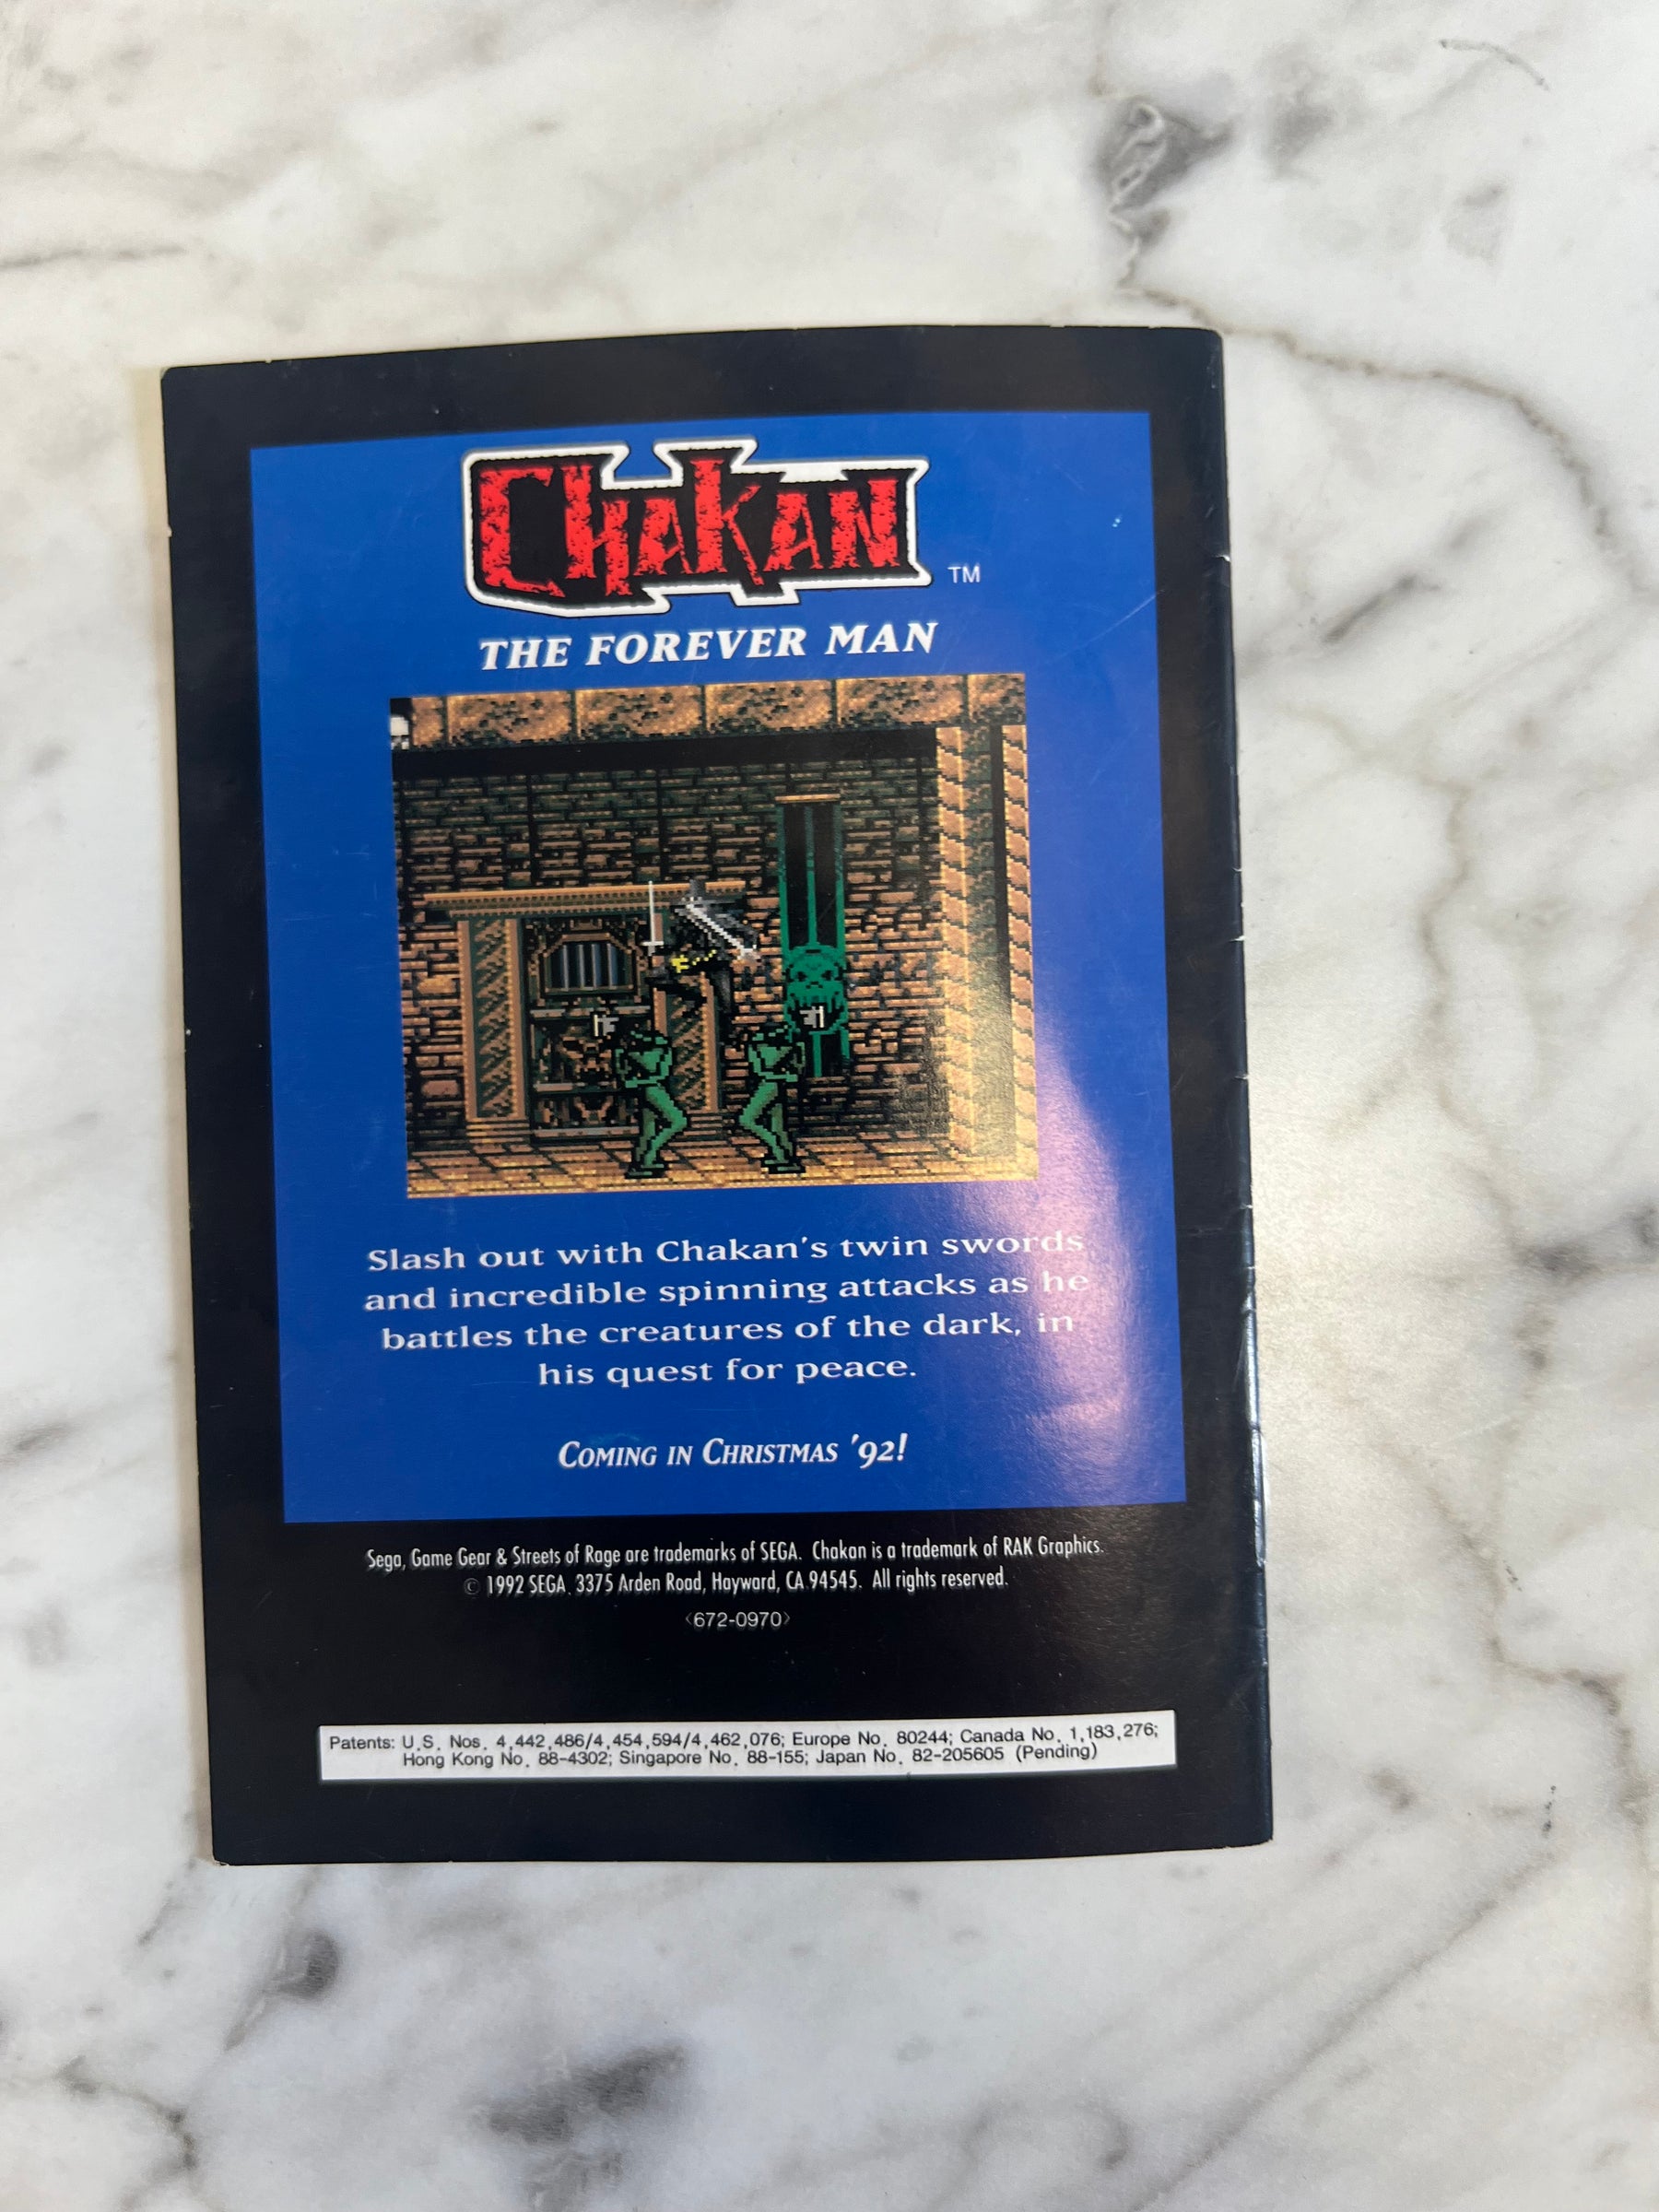 CHAKAN TM
THE FOREVER MAN
Slash out with Chakan's twin swords
and incredible spinning attacks as he
battles the creatures of the dark, in
his quest for peace.
COMING IN CHRISTMAS '92!
Sega, Game Gear & Streets of Rage are trademarks of SEGA. Chakan is a trademark of RAK Graphics.
© 1992 SEGA 3375 Arden Road, Hayward, CA 94545. All rights reserved.
<672-0970>
Patents: U.S. Nos. 4,442,486/4,454,594/4,462,076; Europe No. 80244; Canada No. 1,183,276;
Hong Kong No. 88-4302; Singapore No. 88-155; Japan No. 82-205605 (Pending)